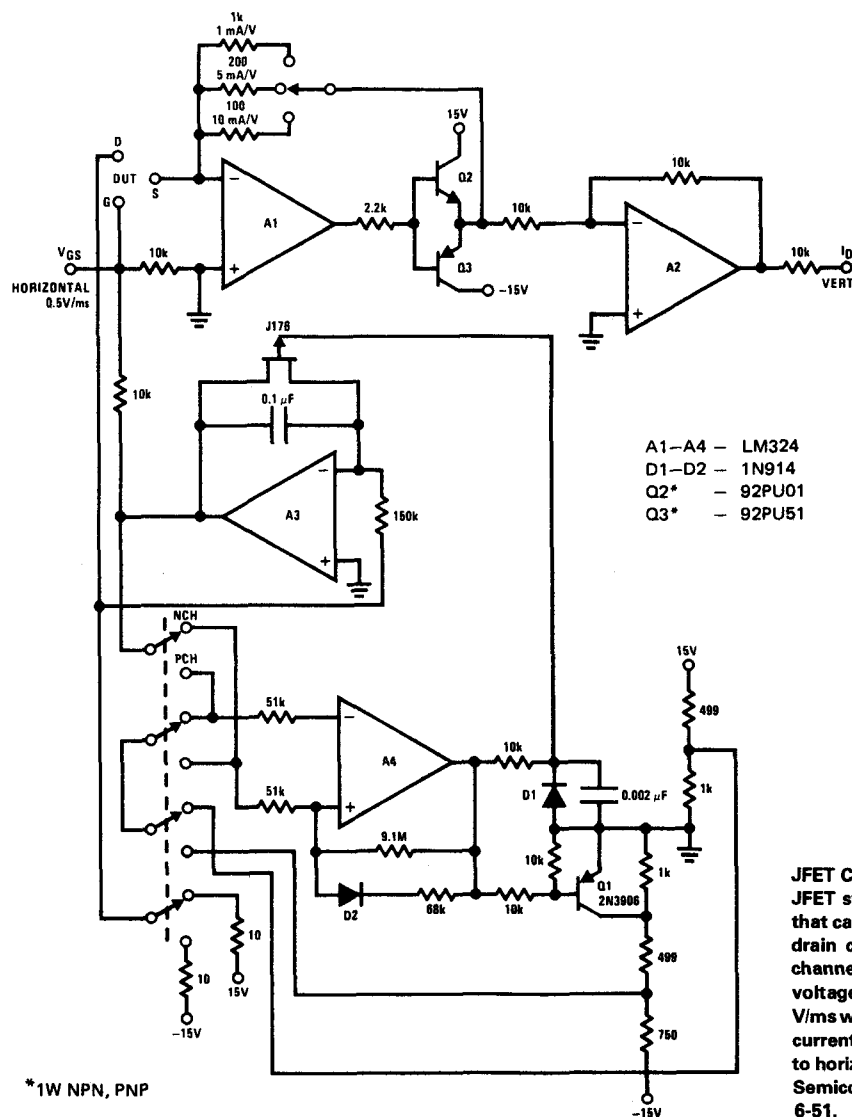 1k
1 mA/V
200
5 mA/V
100
10 mA/V
15V
D
DUT
S
G
Q2
2.2k
10k
10k
A1
A2
10k
I_D
VERT
V_GS
10k
HORIZONTAL
0.5V/ms
Q3
-15V
J176
10k
0.1 µF
A3
150k
A1–A4 – LM324
D1–D2 – 1N914
Q2* – 92PU01
Q3* – 92PU51
NCH
PCH
15V
51k
499
A4
10k
51k
D1
0.002 µF
1k
9.1M
10k
1k
Q1
2N3906
D2
68k
10k
499
10
10
15V
750
-15V
-15V
*1W NPN, PNP
JFET C
JFET s
that ca
drain c
channe
voltage
V/ms w
current
to horiz
Semico
6-51.